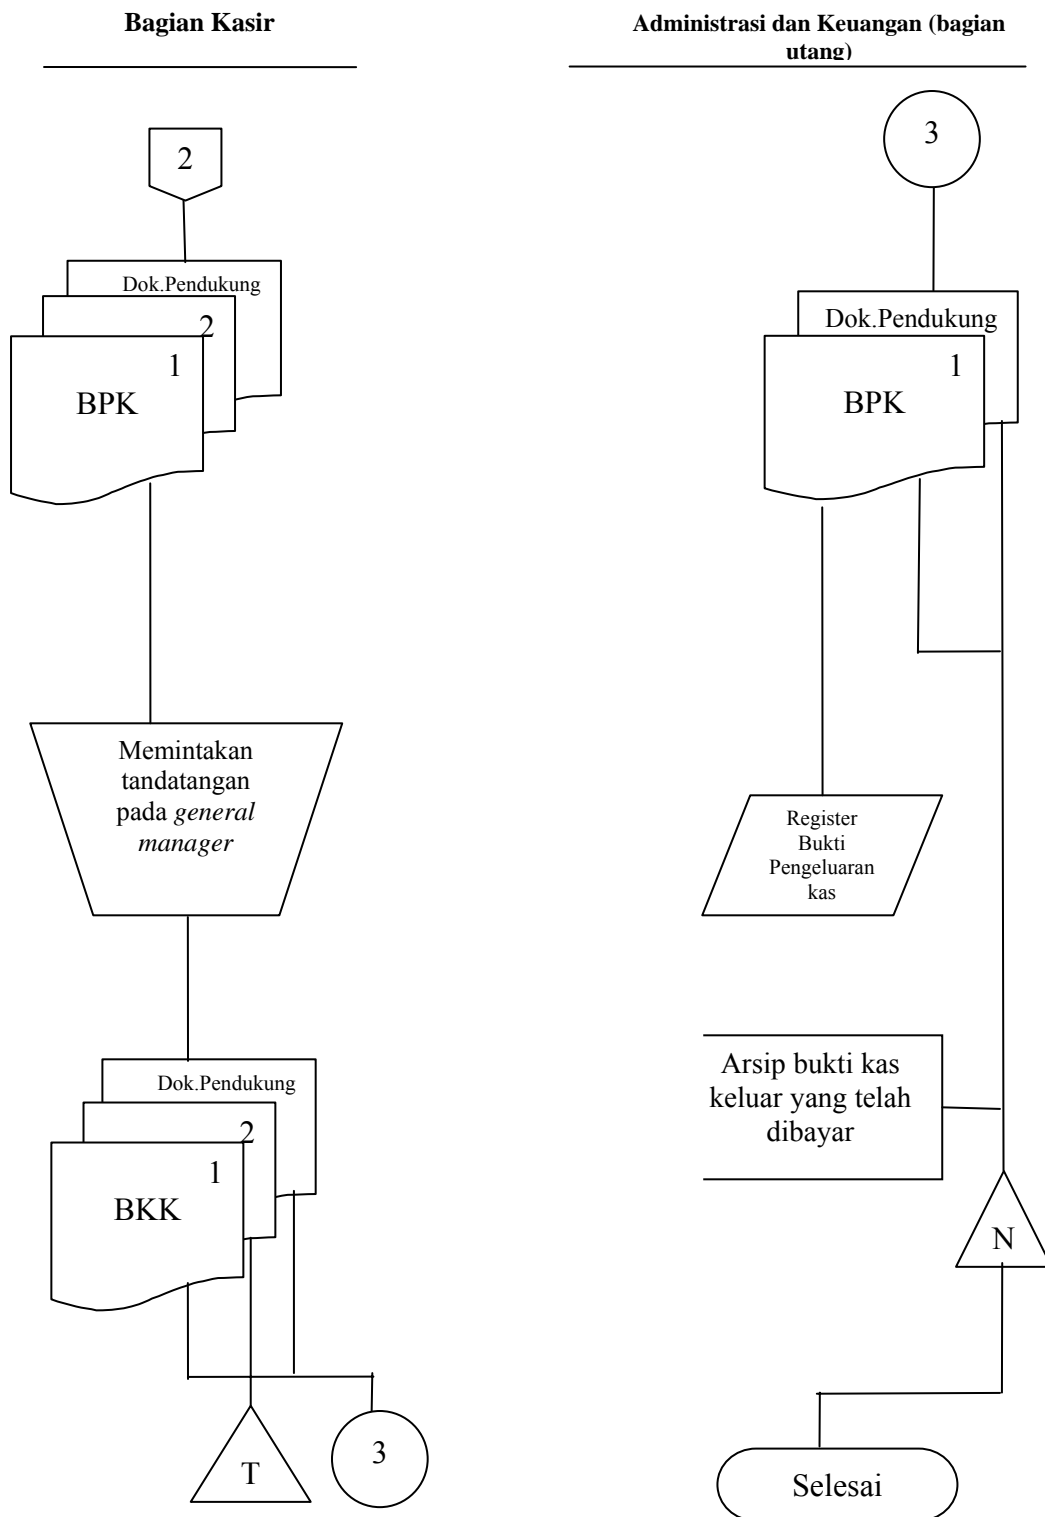 Bagian Kasir
Administrasi dan Keuangan (bagian
utang)
2
Dok.Pendukung
2
1
BPK
Memintakan
tandatangan
pada general
manager
Dok.Pendukung
2
1
BKK
T
3
3
Dok.Pendukung
1
BPK
Register
Bukti
Pengeluaran
kas
Arsip bukti kas
keluar yang telah
dibayar
N
Selesai